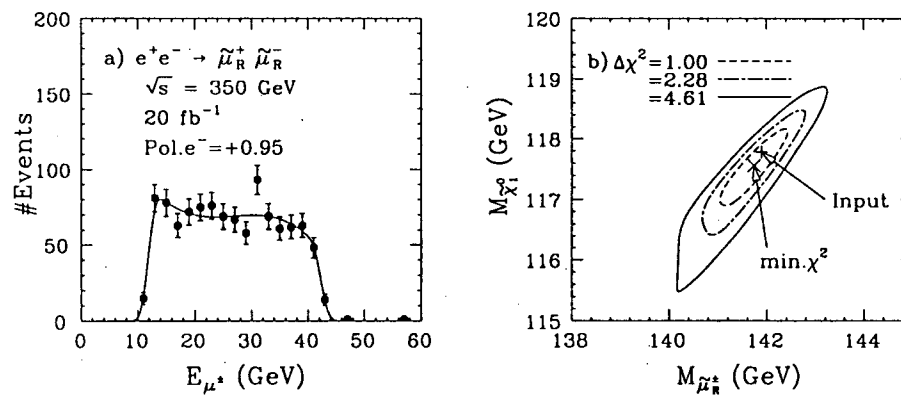 200
150
100
50
0
#Events
a) e⁺e⁻ → μ̃_R⁺ μ̃_R⁻
√s = 350 GeV
20 fb⁻¹
Pol.e⁻=+0.95
0 10 20 30 40 50 60
E_μ± (GeV)
120
119
118
117
116
115
M_χ̃₁⁰ (GeV)
b) Δχ²=1.00
=2.28
=4.61
Input
min.χ²
138 140 142 144
M_μ̃_R± (GeV)